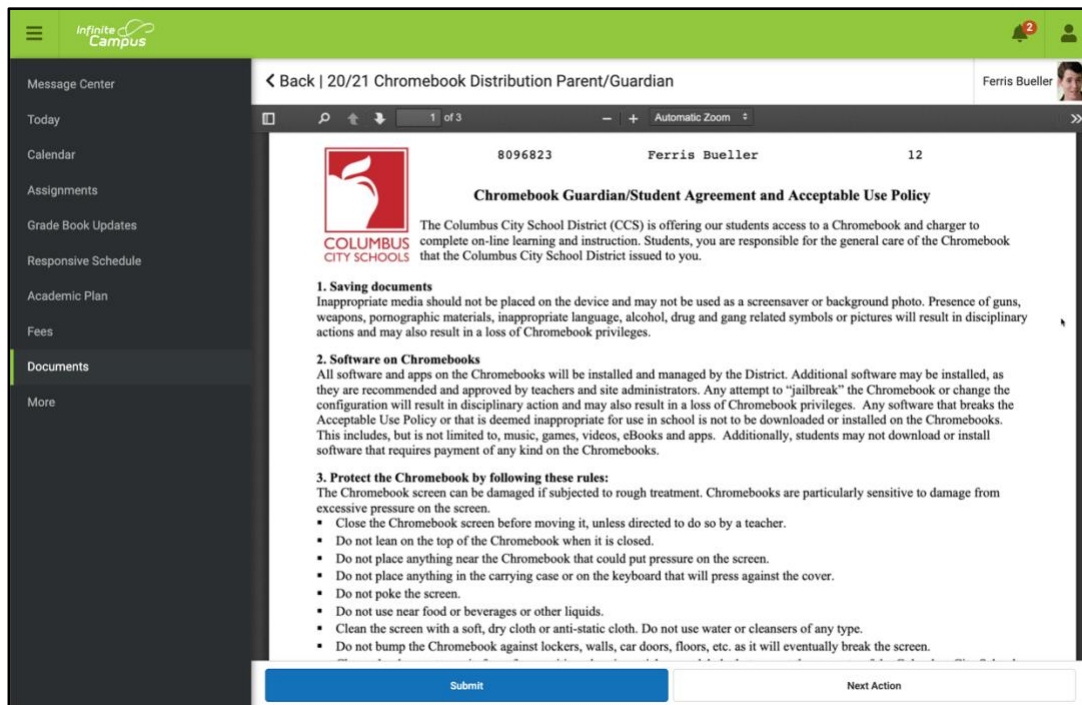 Infinite
Campus
2
Message Center
Today
Calendar
Assignments
Grade Book Updates
Responsive Schedule
Academic Plan
Fees
Documents
More
Back | 20/21 Chromebook Distribution Parent/Guardian
Ferris Bueller
1 of 3
Automatic Zoom
8096823 Ferris Bueller 12
COLUMBUS
CITY SCHOOLS
Chromebook Guardian/Student Agreement and Acceptable Use Policy
The Columbus City School District (CCS) is offering our students access to a Chromebook and charger to
complete on-line learning and instruction. Students, you are responsible for the general care of the Chromebook
that the Columbus City School District issued to you.
1. Saving documents
Inappropriate media should not be placed on the device and may not be used as a screensaver or background photo. Presence of guns,
weapons, pornographic materials, inappropriate language, alcohol, drug and gang related symbols or pictures will result in disciplinary
actions and may also result in a loss of Chromebook privileges.
2. Software on Chromebooks
All software and apps on the Chromebooks will be installed and managed by the District. Additional software may be installed, as
they are recommended and approved by teachers and site administrators. Any attempt to “jailbreak” the Chromebook or change the
configuration will result in disciplinary action and may also result in a loss of Chromebook privileges. Any software that breaks the
Acceptable Use Policy or that is deemed inappropriate for use in school is not to be downloaded or installed on the Chromebooks.
This includes, but is not limited to, music, games, videos, eBooks and apps. Additionally, students may not download or install
software that requires payment of any kind on the Chromebooks.
3. Protect the Chromebook by following these rules:
The Chromebook screen can be damaged if subjected to rough treatment. Chromebooks are particularly sensitive to damage from
excessive pressure on the screen.
▪ Close the Chromebook screen before moving it, unless directed to do so by a teacher.
▪ Do not lean on the top of the Chromebook when it is closed.
▪ Do not place anything near the Chromebook that could put pressure on the screen.
▪ Do not place anything in the carrying case or on the keyboard that will press against the cover.
▪ Do not poke the screen.
▪ Do not use near food or beverages or other liquids.
▪ Clean the screen with a soft, dry cloth or anti-static cloth. Do not use water or cleansers of any type.
▪ Do not bump the Chromebook against lockers, walls, car doors, floors, etc. as it will eventually break the screen.
Submit
Next Action